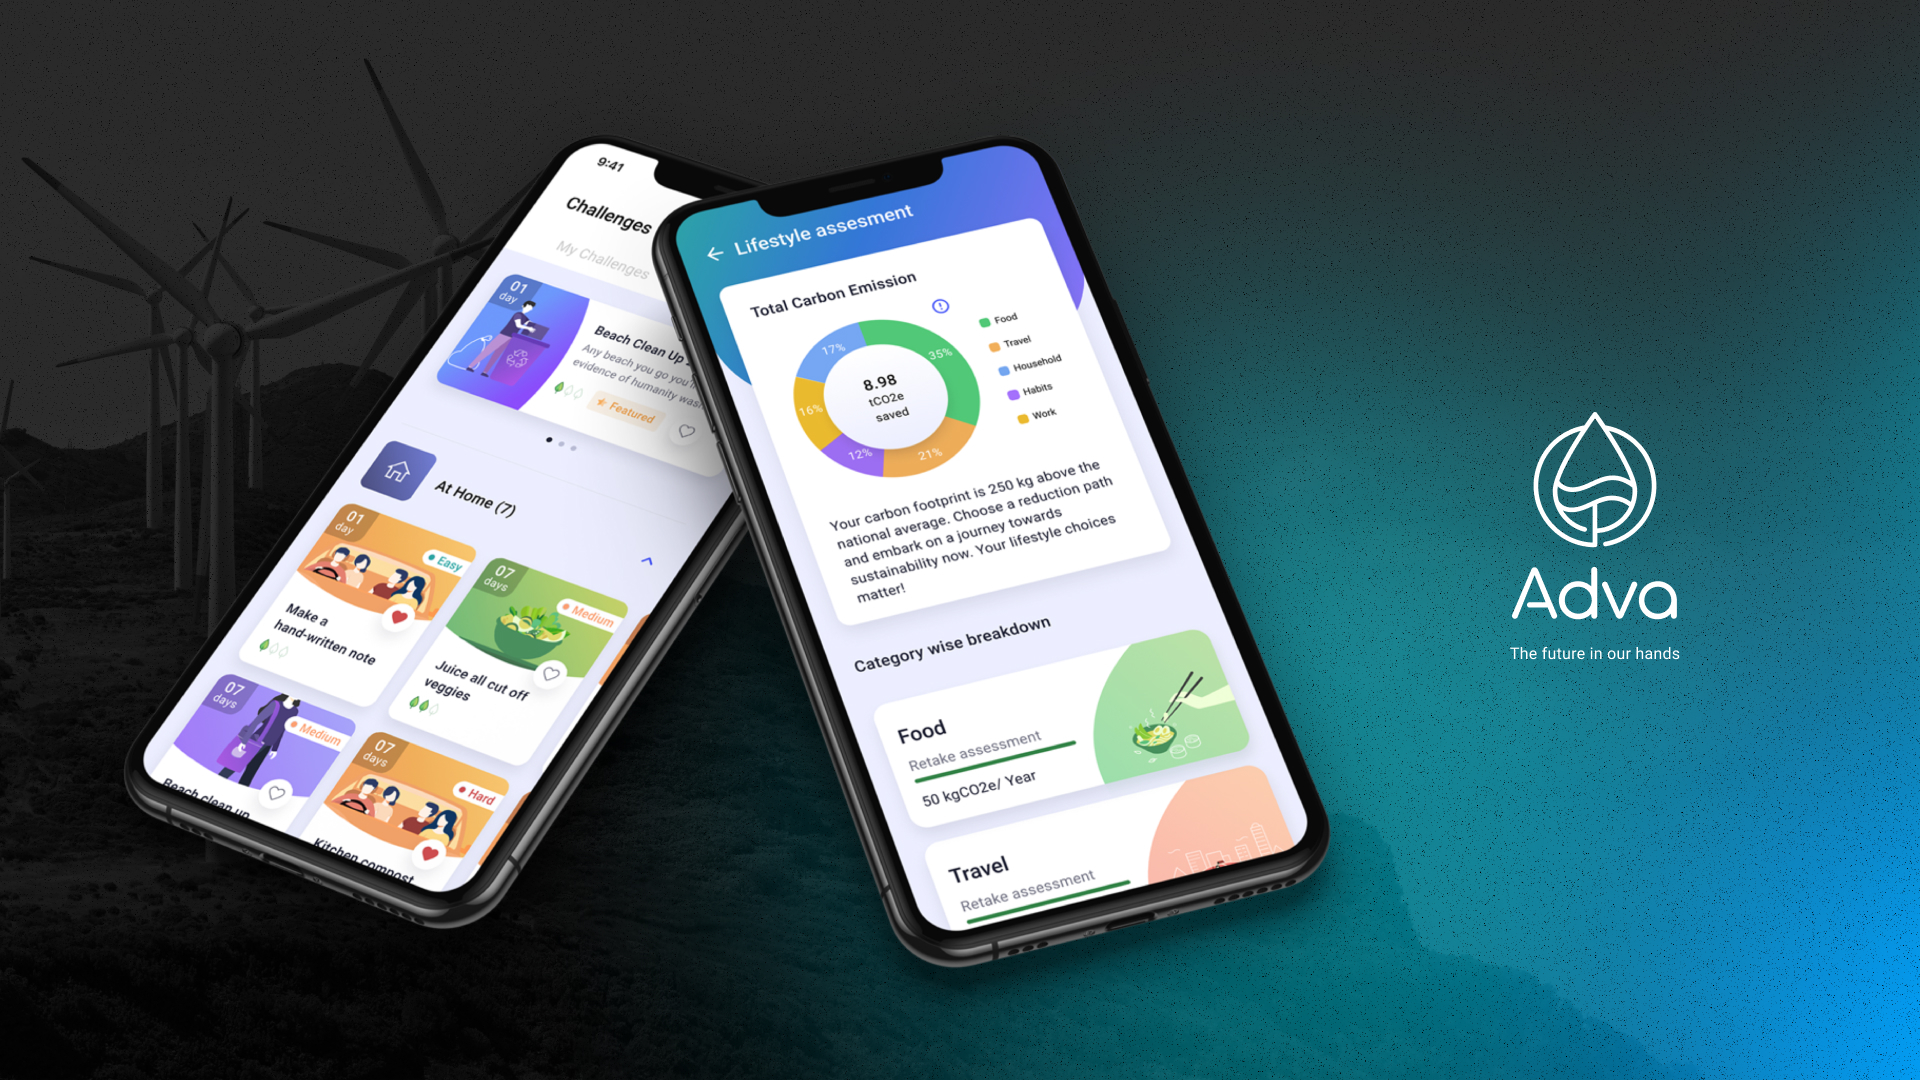 9:41
Challenges
My Challenges
01
day
Beach Clean Up
Any beach you go you'll
evidence of humanity was
Featured
At Home (7)
01
day
Easy
Make a
hand-written note
07
days
Medium
Juice all cut off
veggies
07
days
Medium
Beach clean up
07
days
Hard
Kitchen compost
Lifestyle assesment
Total Carbon Emission
17%
35%
16%
12%
21%
8.98
tCO2e
saved
Food
Travel
Household
Habits
Work
Your carbon footprint is 250 kg above the
national average. Choose a reduction path
and embark on a journey towards
sustainability now. Your lifestyle choices
matter!
Category wise breakdown
Food
Retake assessment
50 kgCO2e/ Year
Travel
Retake assessment
Adva
The future in our hands